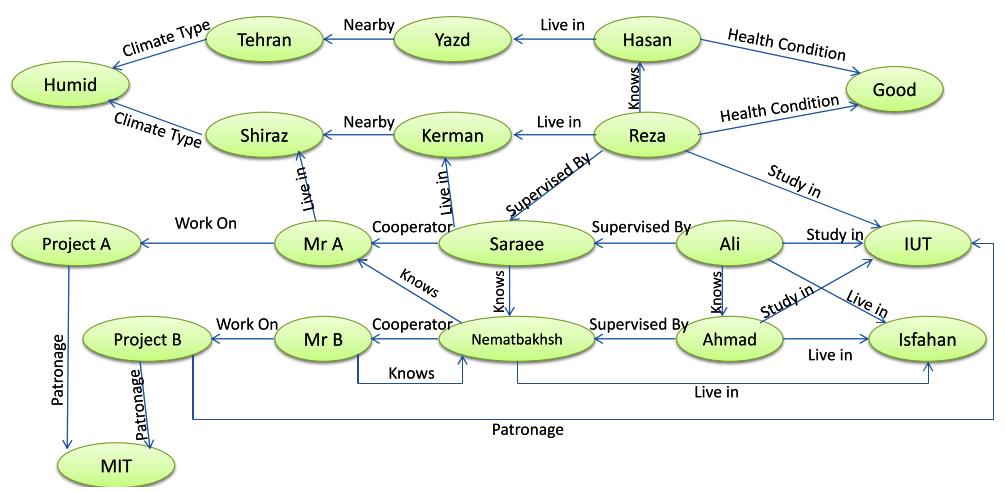 Tehran
Nearby
Yazd
Live in
Hasan
Health Condition
Climate Type
Humid
Good
Knows
Climate Type
Shiraz
Nearby
Kerman
Live in
Reza
Health Condition
Live in
Live in
Supervised By
Study in
Project A
Work On
Mr A
Cooperator
Saraee
Supervised By
Ali
Study in
IUT
Knows
Knows
Knows
Study in
Live in
Patronage
Project B
Work On
Mr B
Cooperator
Nematbakhsh
Supervised By
Ahmad
Live in
Isfahan
Patronage
Knows
Live in
Patronage
MIT